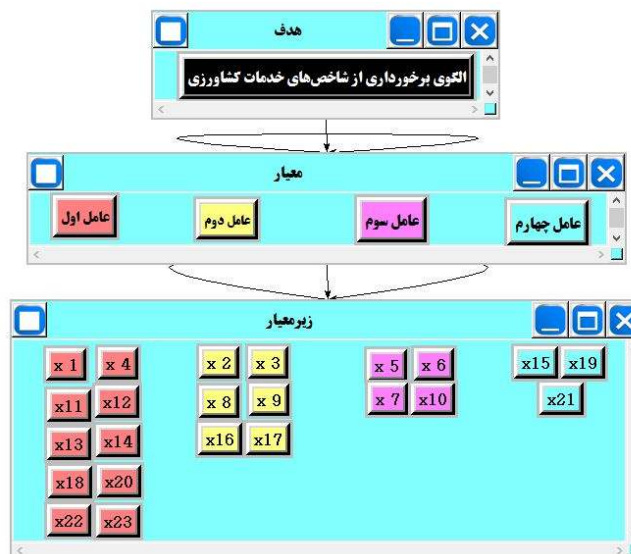 هدف
الگوی برخورداری از شاخص‌های خدمات کشاورزی
معیار
عامل اول عامل دوم عامل سوم عامل چهارم
زیرمعیار
x 1 x 4 x 2 x 3 x 5 x 6 x15 x19
x11 x12 x 8 x 9 x 7 x10 x21
x13 x14 x16 x17
x18 x20
x22 x23